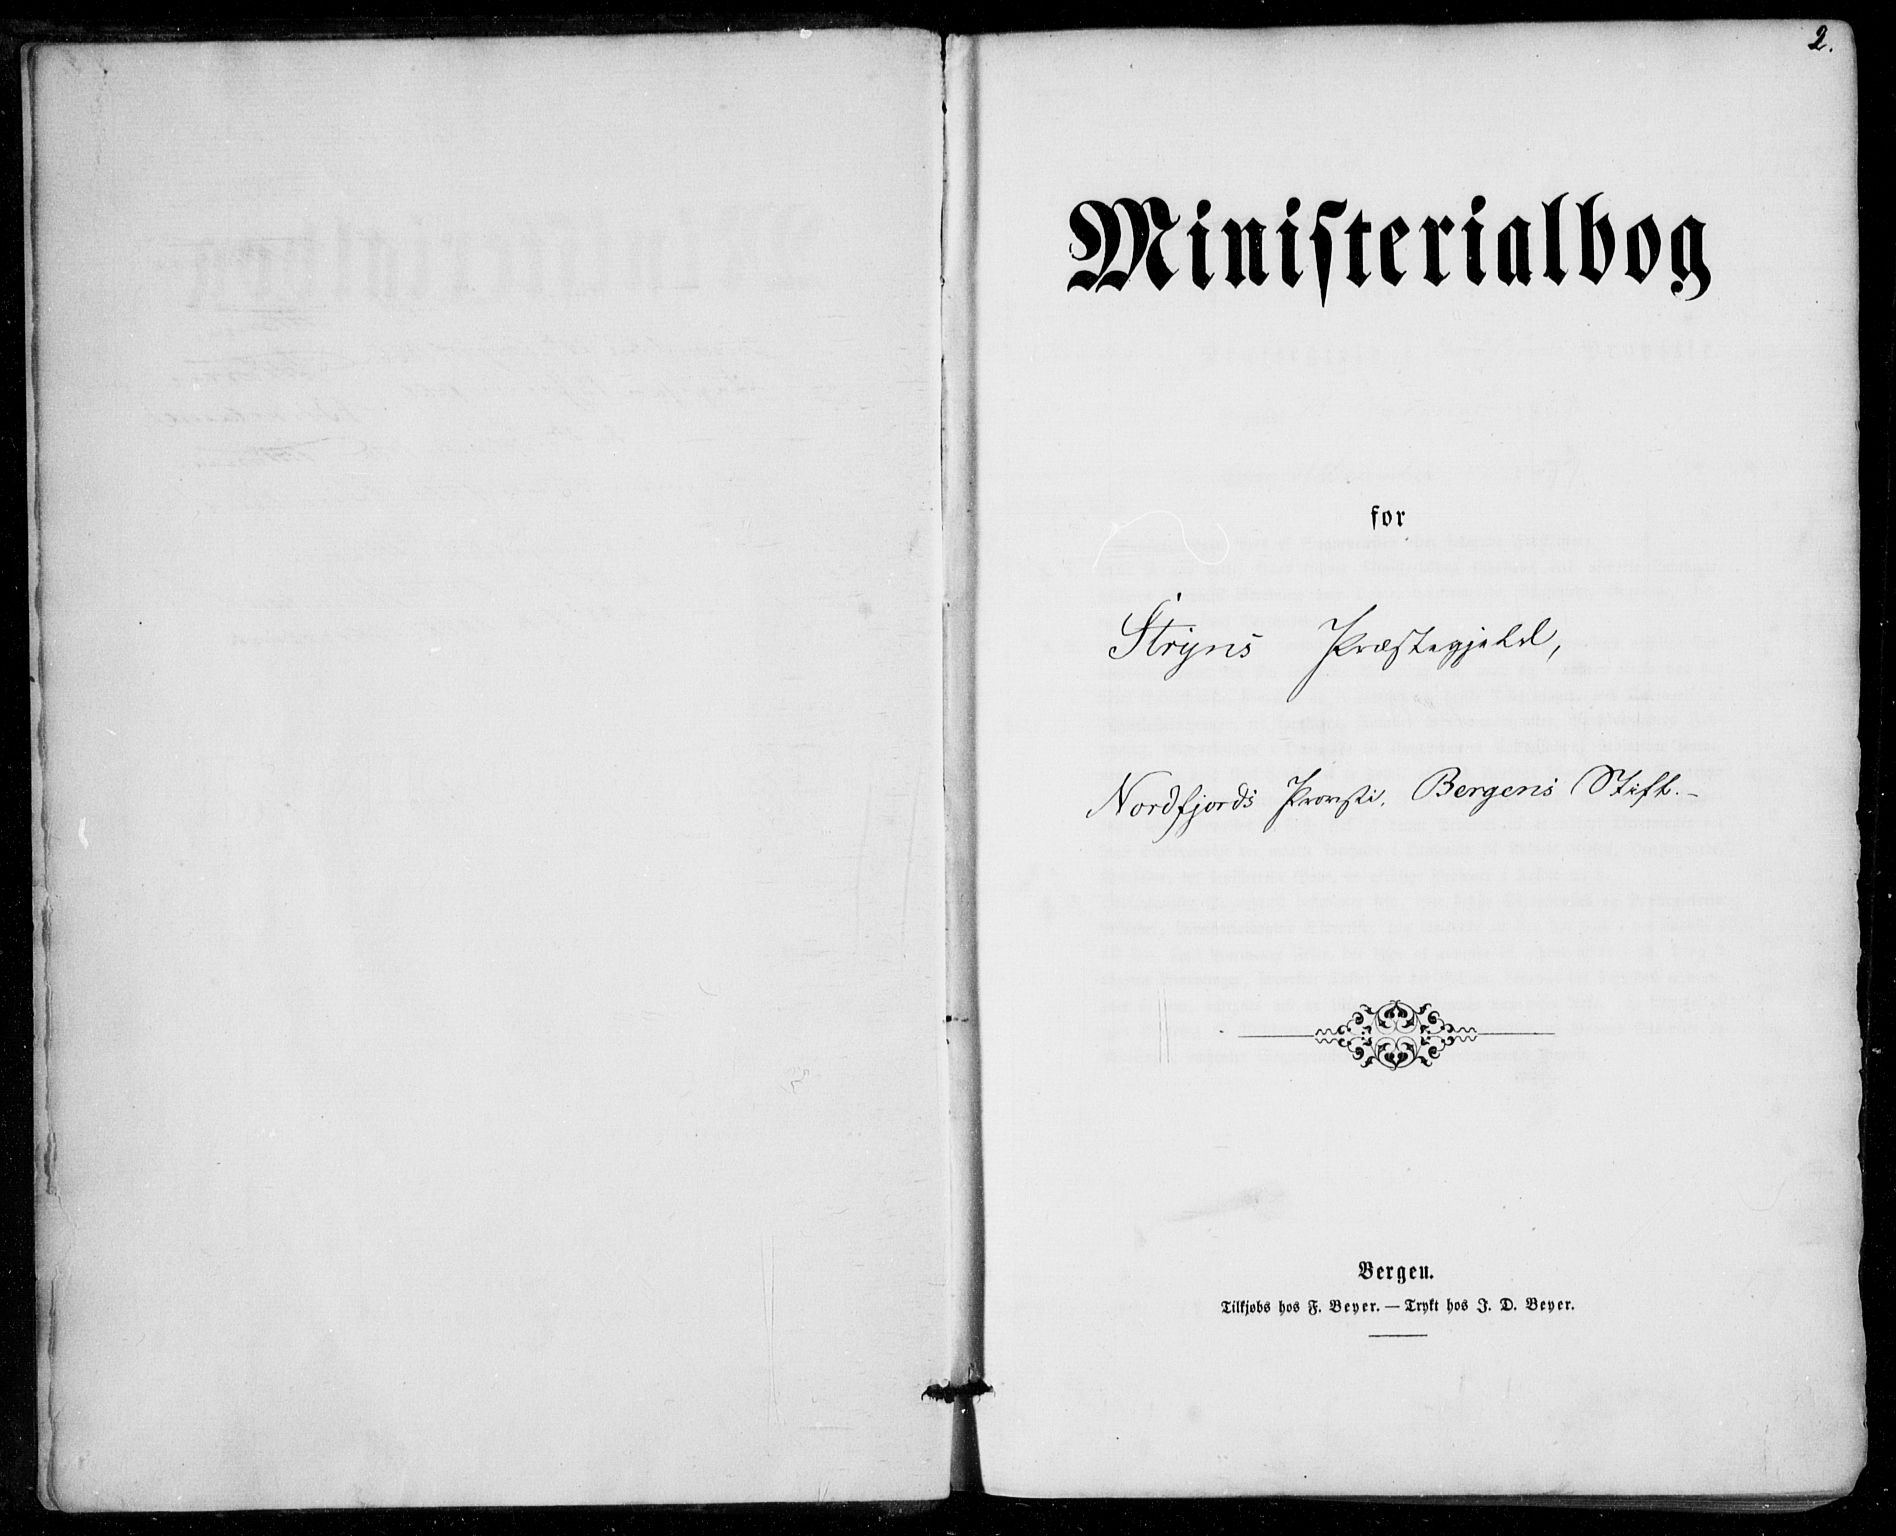 2.
Ministerialbog
for
Stryns Præstegjeld,
Nordfjords Provsti, Bergens Stift.-
Bergen.
Tilkjøbs hos F. Beyer. — Trykt hos J. D. Beyer.